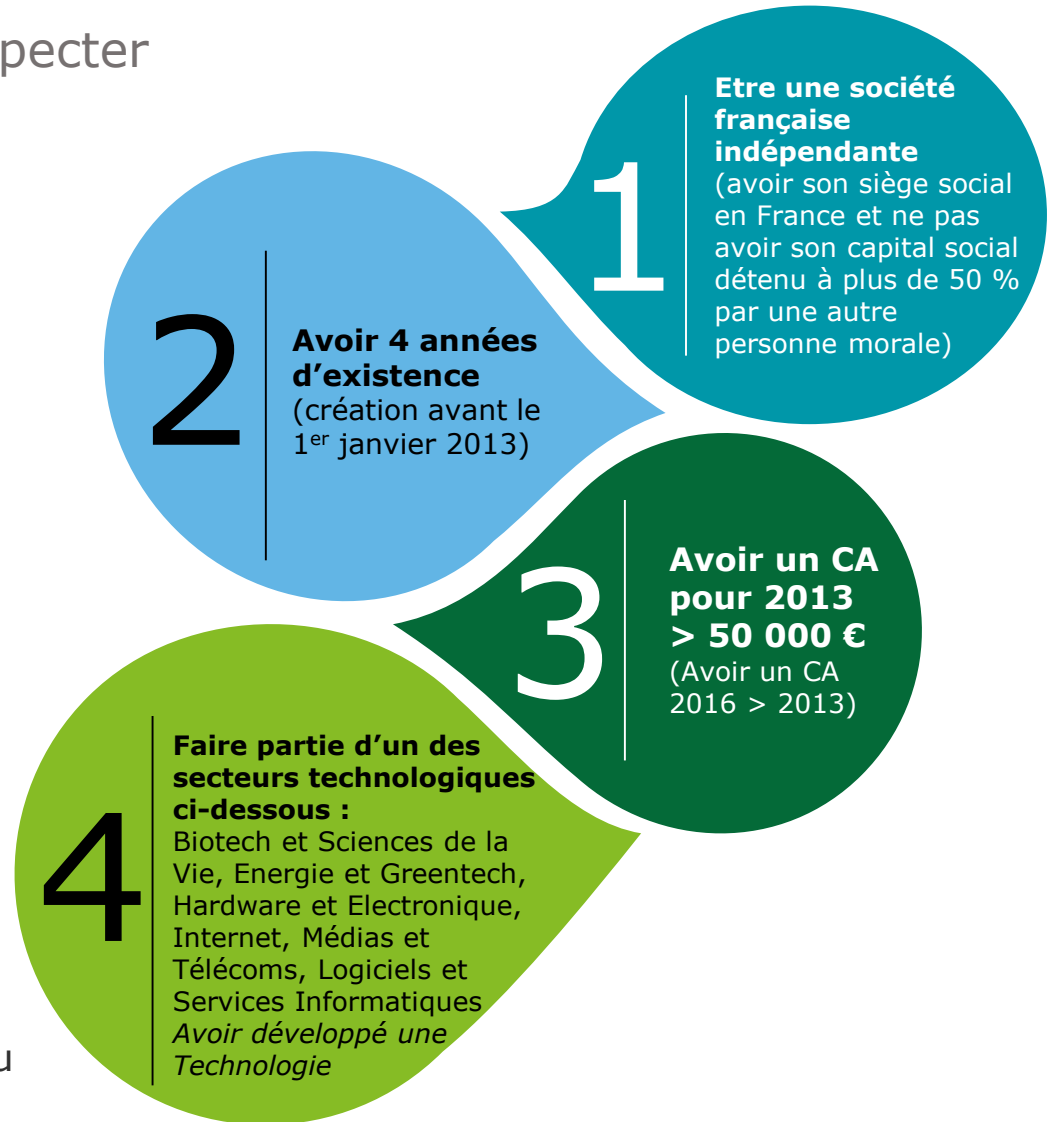 pecter
1
Etre une société
française
indépendante
(avoir son siège social
en France et ne pas
avoir son capital social
détenu à plus de 50 %
par une autre
personne morale)
2
Avoir 4 années
d’existence
(création avant le
1er janvier 2013)
3
Avoir un CA
pour 2013
> 50 000 €
(Avoir un CA
2016 > 2013)
4
Faire partie d’un des
secteurs technologiques
ci-dessous :
Biotech et Sciences de la
Vie, Energie et Greentech,
Hardware et Electronique,
Internet, Médias et
Télécoms, Logiciels et
Services Informatiques
Avoir développé une
Technologie
u